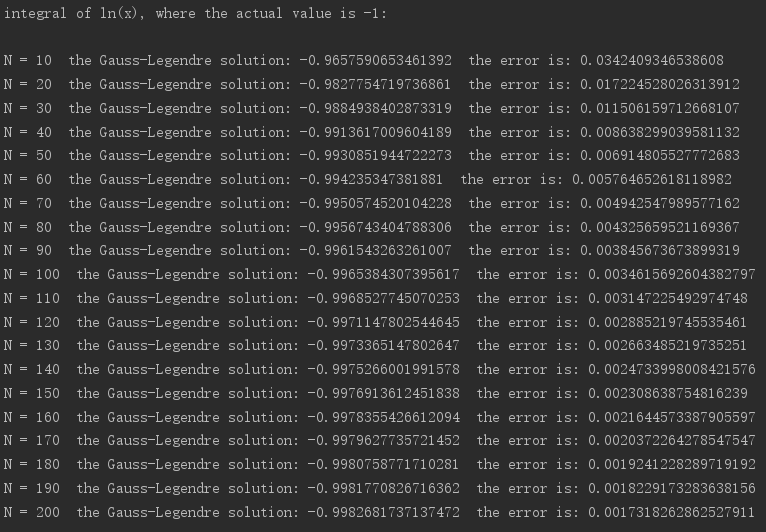 integral of ln(x), where the actual value is -1:
N = 10  the Gauss-Legendre solution: -0.9657590653461392  the error is: 0.0342409346538608
N = 20  the Gauss-Legendre solution: -0.9827754719736861  the error is: 0.017224528026313912
N = 30  the Gauss-Legendre solution: -0.9884938402873319  the error is: 0.011506159712668107
N = 40  the Gauss-Legendre solution: -0.9913617009604189  the error is: 0.008638299039581132
N = 50  the Gauss-Legendre solution: -0.9930851944722273  the error is: 0.006914805527772683
N = 60  the Gauss-Legendre solution: -0.994235347381881  the error is: 0.005764652618118982
N = 70  the Gauss-Legendre solution: -0.9950574520104228  the error is: 0.004942547989577162
N = 80  the Gauss-Legendre solution: -0.9956743404788306  the error is: 0.004325659521169367
N = 90  the Gauss-Legendre solution: -0.9961543263261007  the error is: 0.003845673673899319
N = 100  the Gauss-Legendre solution: -0.9965384307395617  the error is: 0.0034615692604382797
N = 110  the Gauss-Legendre solution: -0.9968527745070253  the error is: 0.003147225492974748
N = 120  the Gauss-Legendre solution: -0.9971147802544645  the error is: 0.002885219745535461
N = 130  the Gauss-Legendre solution: -0.9973365147802647  the error is: 0.002663485219735251
N = 140  the Gauss-Legendre solution: -0.9975266001991578  the error is: 0.0024733998008421576
N = 150  the Gauss-Legendre solution: -0.9976913612451838  the error is: 0.002308638754816239
N = 160  the Gauss-Legendre solution: -0.9978355426612094  the error is: 0.0021644573387905597
N = 170  the Gauss-Legendre solution: -0.9979627735721452  the error is: 0.0020372264278547547
N = 180  the Gauss-Legendre solution: -0.9980758771710281  the error is: 0.0019241228289719192
N = 190  the Gauss-Legendre solution: -0.9981770826716362  the error is: 0.0018229173283638156
N = 200  the Gauss-Legendre solution: -0.9982681737137472  the error is: 0.0017318262862527911